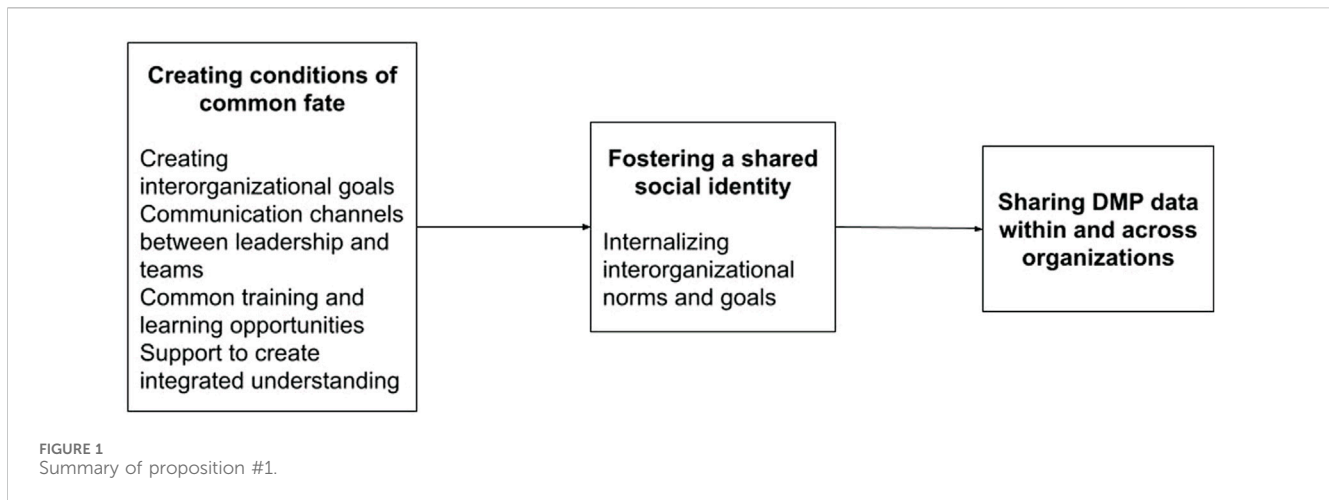 Creating conditions of
common fate
Creating
interorganizational goals
Communication channels
between leadership and
teams
Common training and
learning opportunities
Support to create
integrated understanding
Fostering a shared
social identity
Internalizing
interorganizational
norms and goals
Sharing DMP data
within and across
organizations
FIGURE 1
Summary of proposition #1.